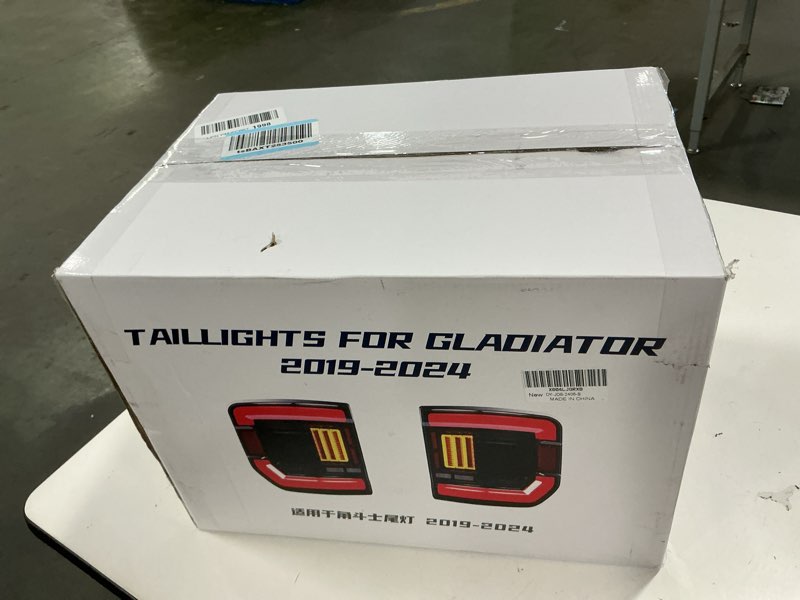 TAILLIGHTS FOR GLADIATOR
2019-2024
New
MADE IN CHINA
适用于角斗士尾灯 2019-2024